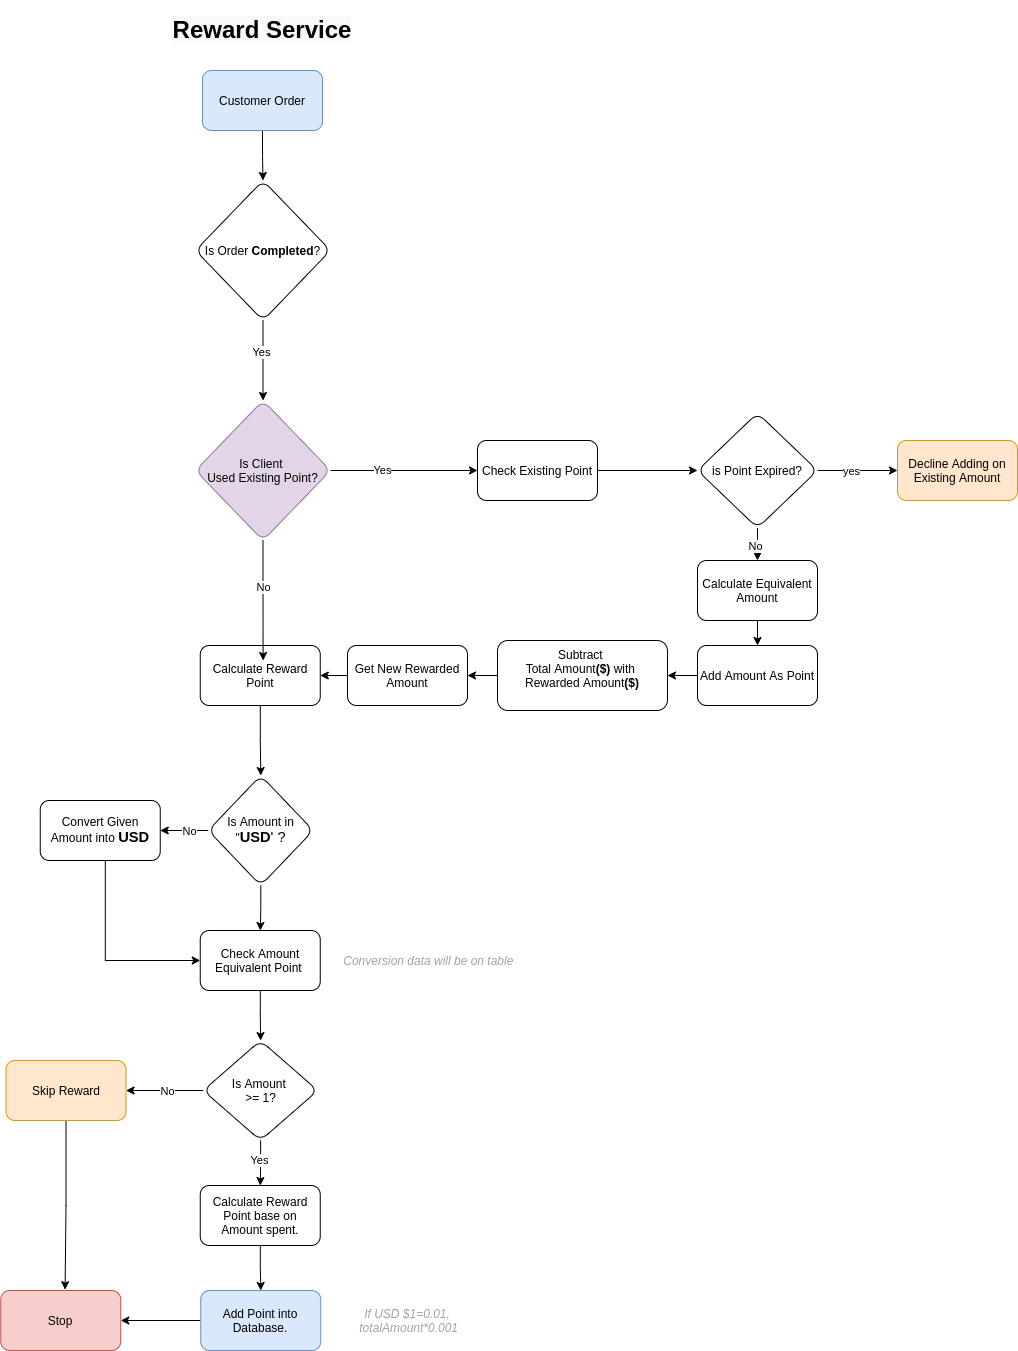 Reward Service
Customer Order
Is Order Completed?
Yes
Is Client
Used Existing Point?
Yes
Check Existing Point
is Point Expired?
yes
Decline Adding on
Existing Amount
No
Calculate Equivalent
Amount
No
Calculate Reward
Point
Get New Rewarded
Amount
Subtract
Total Amount($) with
Rewarded Amount($)
Add Amount As Point
Convert Given
Amount into USD
No
Is Amount in
"USD' ?
Check Amount
Equivalent Point
Conversion data will be on table
Skip Reward
No
Is Amount
>= 1?
Yes
Calculate Reward
Point base on
Amount spent.
Stop
Add Point into
Database.
If USD $1=0.01,
totalAmount*0.001